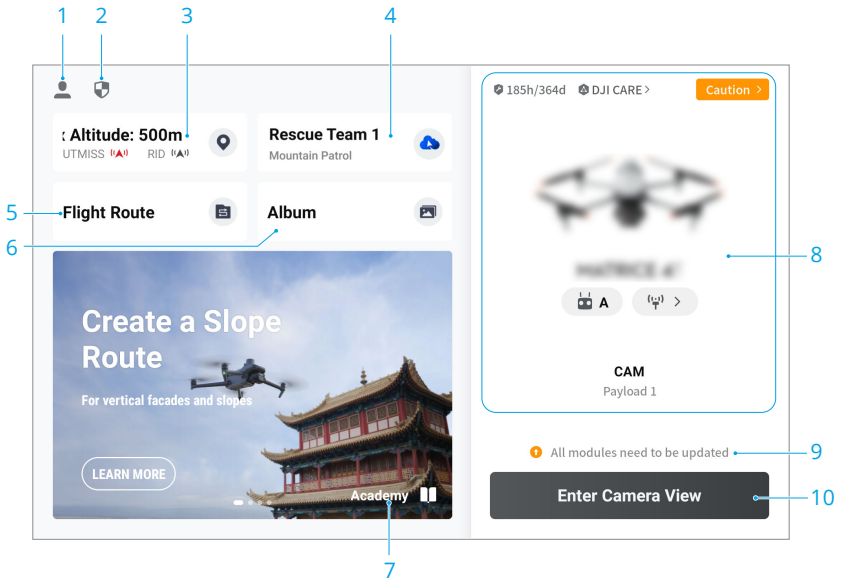 1
2
3
4
185h/364d
DJI CARE >
Caution >
Altitude: 500m
UTMISS
RID
Rescue Team 1
Mountain Patrol
5
Flight Route
Album
6
8
MATRICE 4
A
>
Create a Slope
Route
For vertical facades and slopes
LEARN MORE
Academy
CAM
Payload 1
All modules need to be updated
9
Enter Camera View
10
7